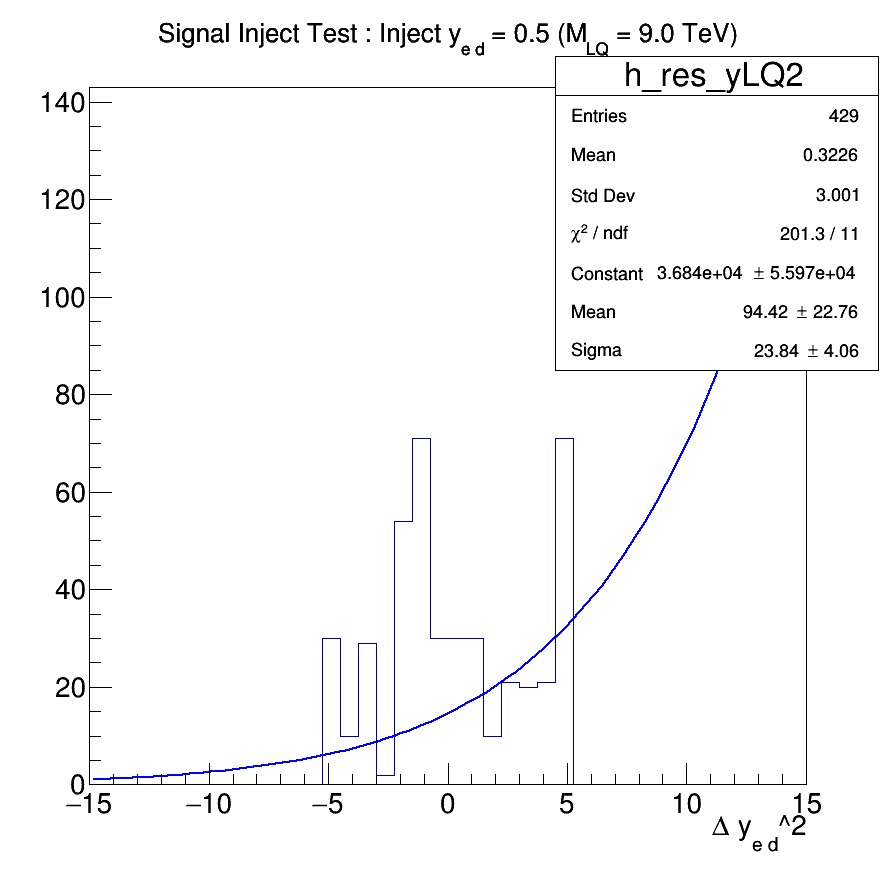 Signal Inject Test : Inject y_{e d} = 0.5 (M_{LQ} = 9.0 TeV)
h_res_yLQ2
Entries 429
Mean 0.3226
Std Dev 3.001
χ² / ndf 201.3 / 11
Constant 3.684e+04 ± 5.597e+04
Mean 94.42 ± 22.76
Sigma 23.84 ± 4.06
140
120
100
80
60
40
20
0
−15 −10 −5 0 5 10 15
Δ y_{e d}^2